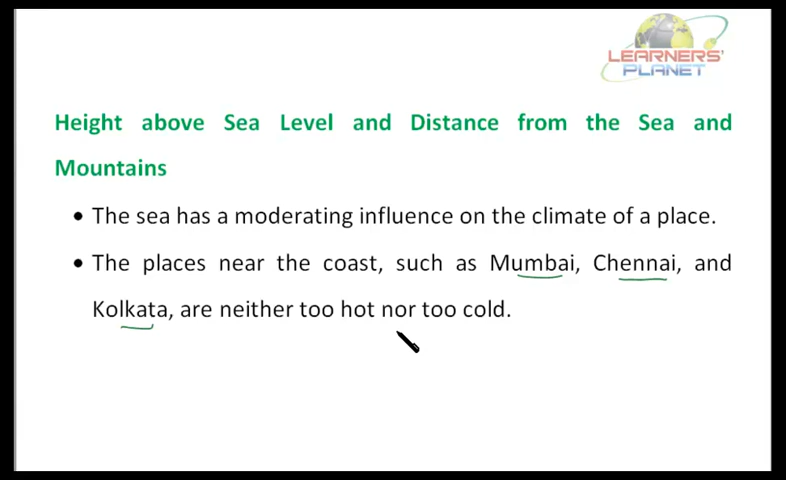 LEARNERS'
PLANET
Height above Sea Level and Distance from the Sea and
Mountains
• The sea has a moderating influence on the climate of a place.
• The places near the coast, such as Mumbai, Chennai, and
Kolkata, are neither too hot nor too cold.